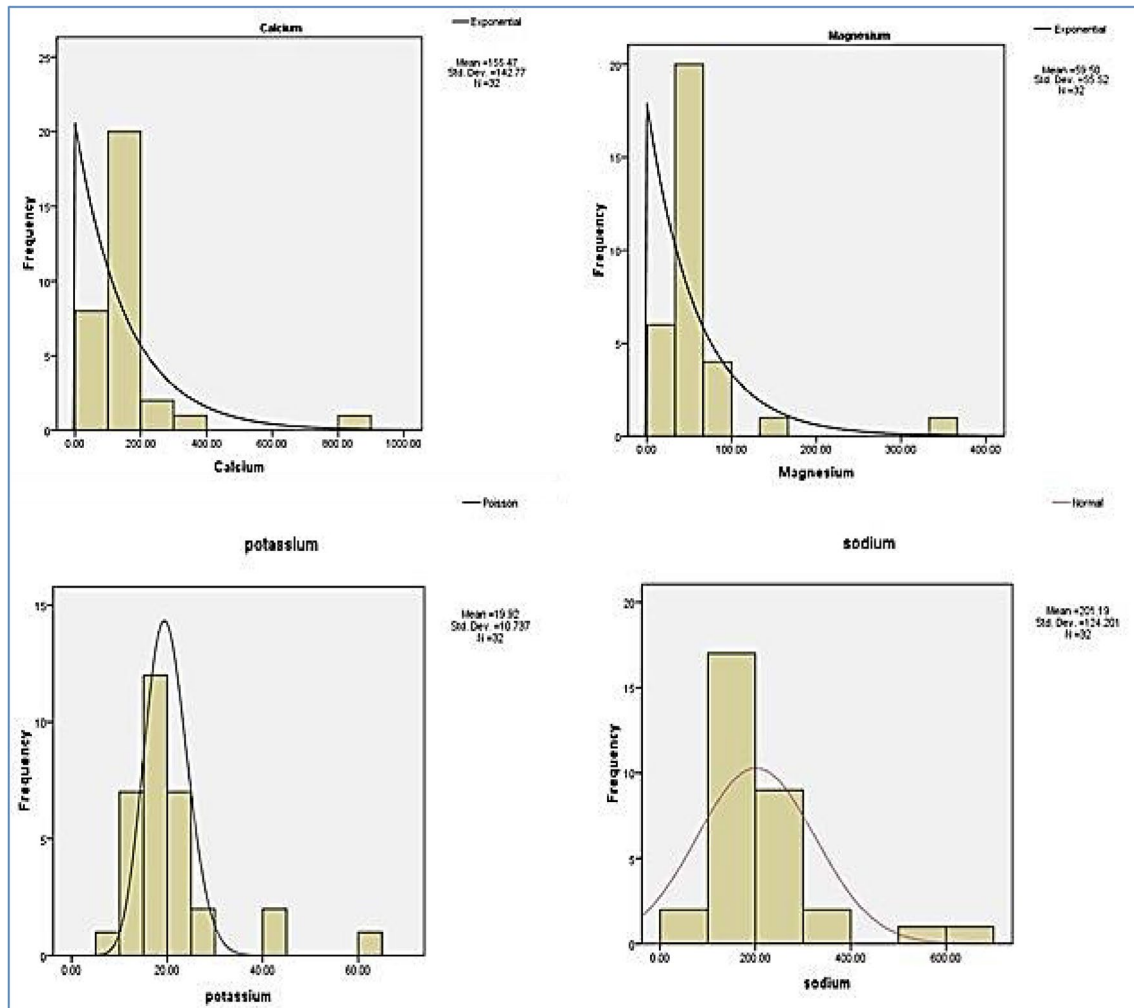 Calcium
Exponential
Mean =155.47
Std. Dev. =142.77
N =32
25
20
15
10
5
0
Frequency
0.00 200.00 400.00 600.00 800.00 1000.00
Calcium
Magnesium
Exponential
Mean =59.50
Std. Dev. =55.52
N =32
20
15
10
5
0
Frequency
0.00 100.00 200.00 300.00 400.00
Magnesium
Poisson
potassium
Mean =19.92
Std. Dev. =10.737
N =32
15
10
5
0
Frequency
0.00 20.00 40.00 60.00
potassium
Normal
sodium
Mean =201.19
Std. Dev. =124.201
N =32
20
15
10
5
0
Frequency
0.00 200.00 400.00 600.00
sodium